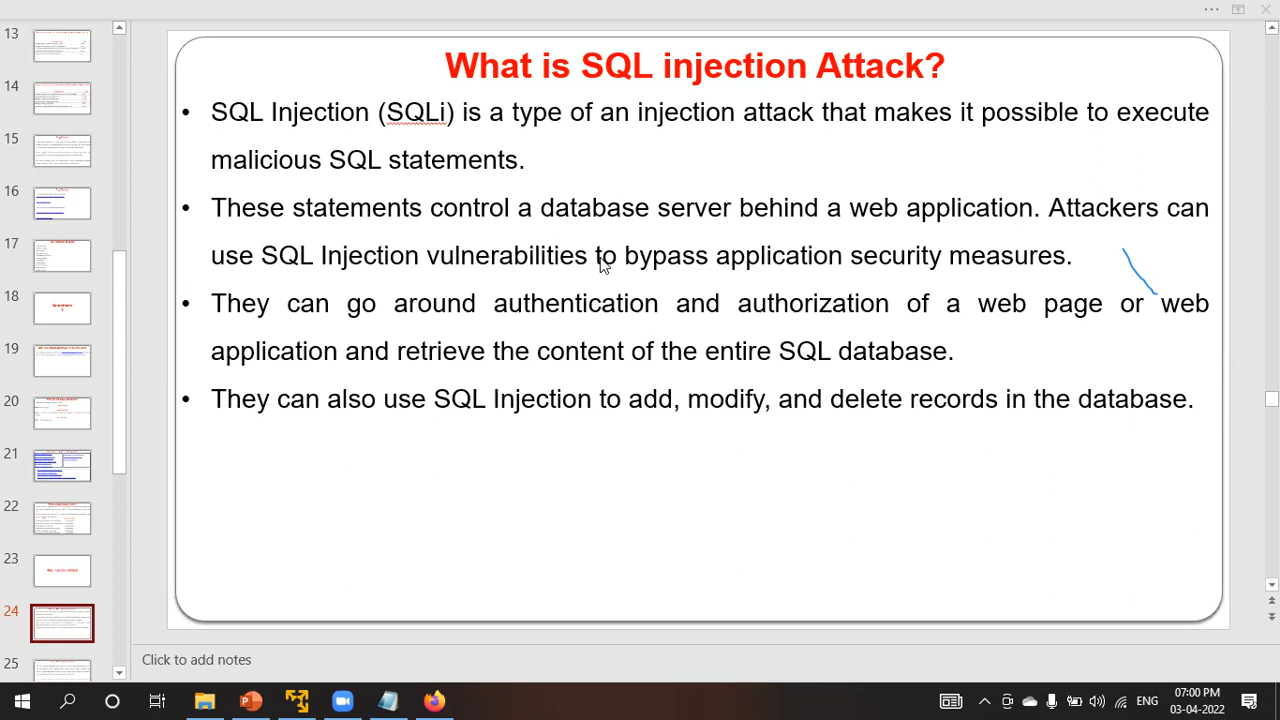 What is SQL injection Attack?
• SQL Injection (SQLi) is a type of an injection attack that makes it possible to execute
malicious SQL statements.
• These statements control a database server behind a web application. Attackers can
use SQL Injection vulnerabilities to bypass application security measures.
• They can go around authentication and authorization of a web page or web
application and retrieve the content of the entire SQL database.
• They can also use SQL Injection to add, modify, and delete records in the database.
13
14
15
16
17
18
19
20
21
22
23
24
25
Click to add notes
ENG
07:00 PM
03-04-2022